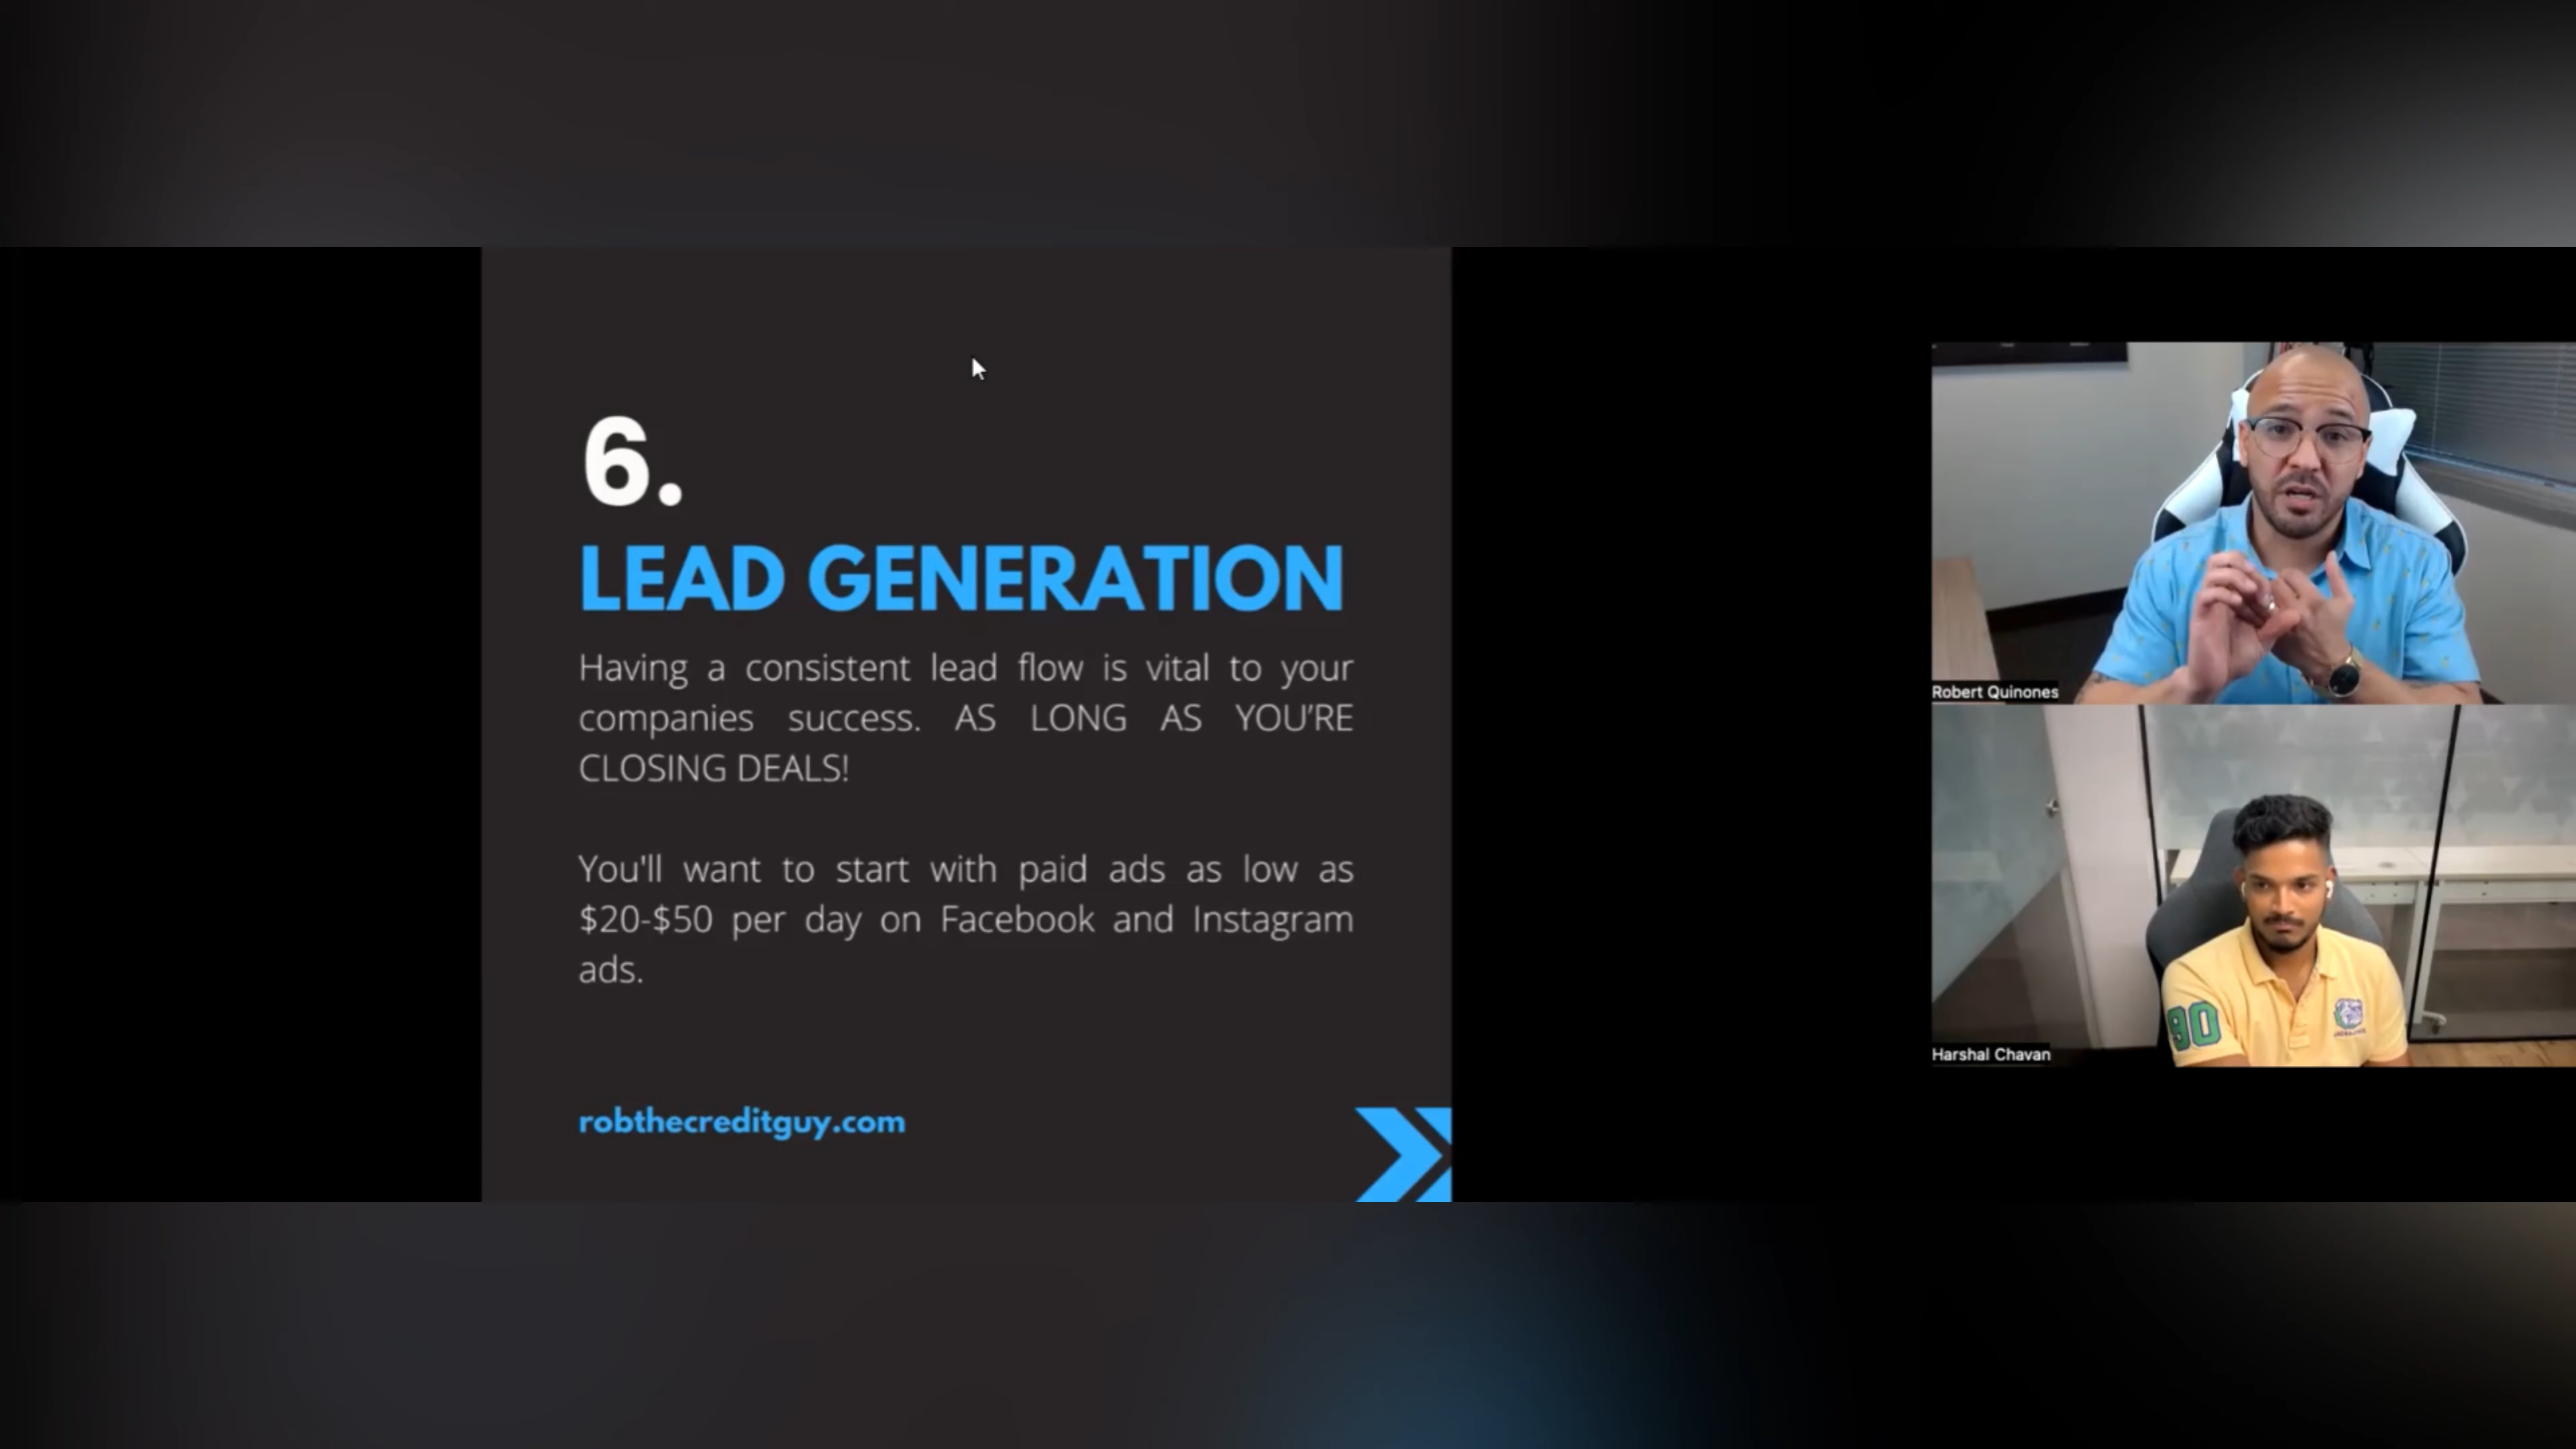 6.
LEAD GENERATION
Having a consistent lead flow is vital to your
companies success. AS LONG AS YOU'RE
CLOSING DEALS!
You'll want to start with paid ads as low as
$20-$50 per day on Facebook and Instagram
ads.
robthecreditguy.com
Robert Quinones
90
Harshal Chavan